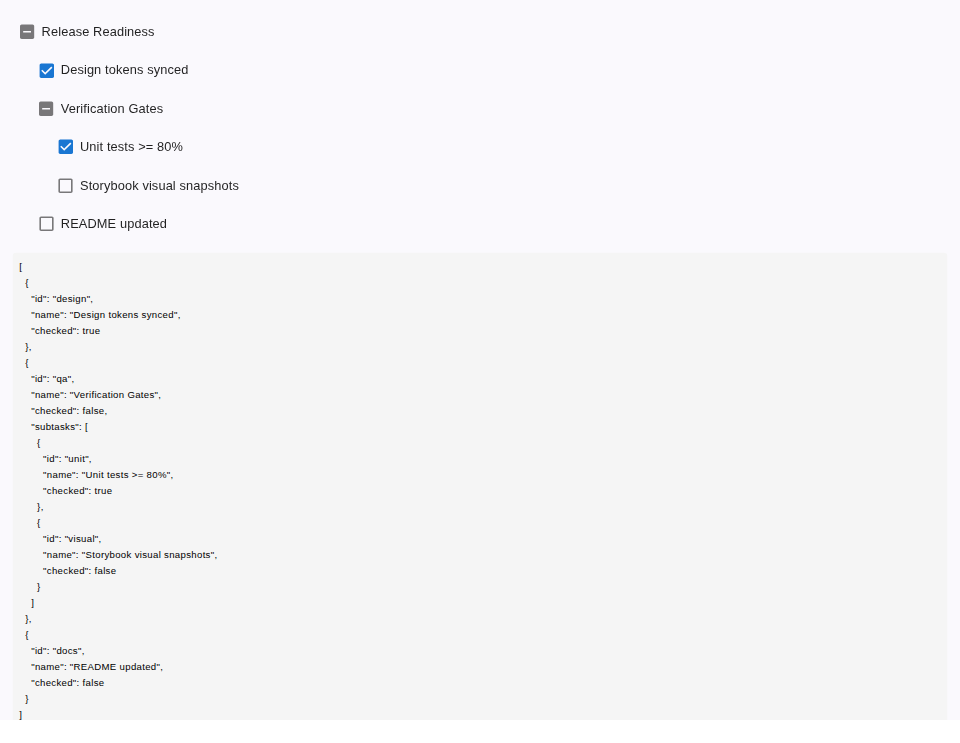 Release Readiness
Design tokens synced
Verification Gates
Unit tests >= 80%
Storybook visual snapshots
README updated
[
  {
    "id": "design",
    "name": "Design tokens synced",
    "checked": true
  },
  {
    "id": "qa",
    "name": "Verification Gates",
    "checked": false,
    "subtasks": [
      {
        "id": "unit",
        "name": "Unit tests >= 80%",
        "checked": true
      },
      {
        "id": "visual",
        "name": "Storybook visual snapshots",
        "checked": false
      }
    ]
  },
  {
    "id": "docs",
    "name": "README updated",
    "checked": false
  }
]